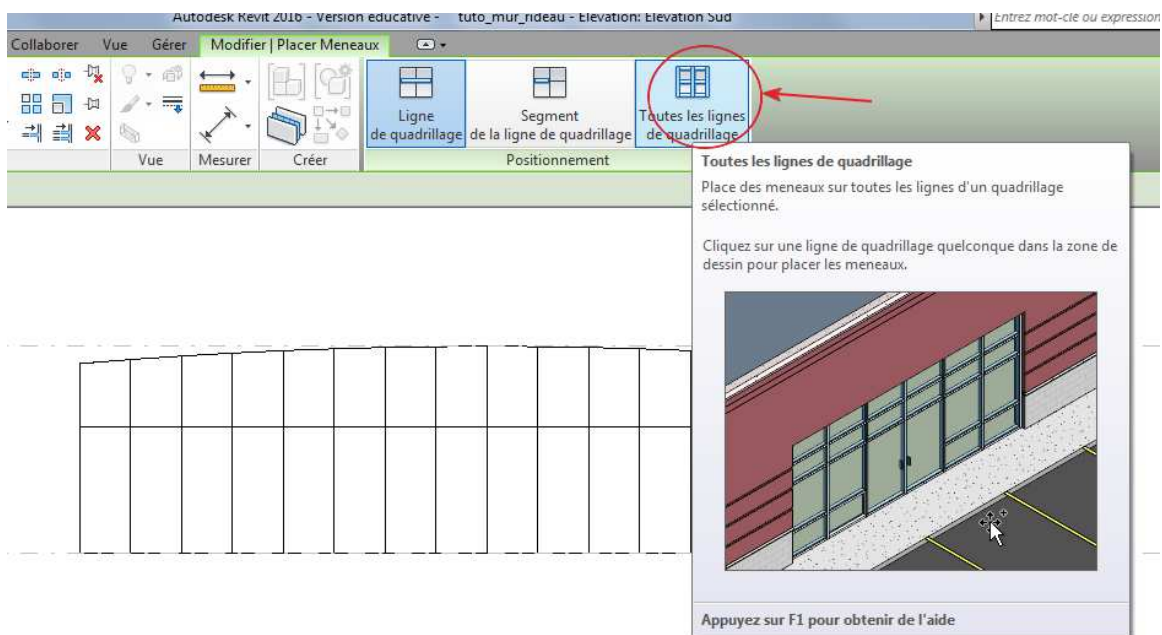 Autodesk Revit 2016 - Version éducative - tuto_mur_rideau - Elévation: Elévation Sud
Entrez mot-clé ou expression
Collaborer Vue Gérer Modifier | Placer Meneaux
Ligne
de quadrillage
Segment
de la ligne de quadrillage
Toutes les lignes
de quadrillage
Vue Mesurer Créer Positionnement
Toutes les lignes de quadrillage
Place des meneaux sur toutes les lignes d'un quadrillage
sélectionné.
Cliquez sur une ligne de quadrillage quelconque dans la zone de
dessin pour placer les meneaux.
Appuyez sur F1 pour obtenir de l'aide